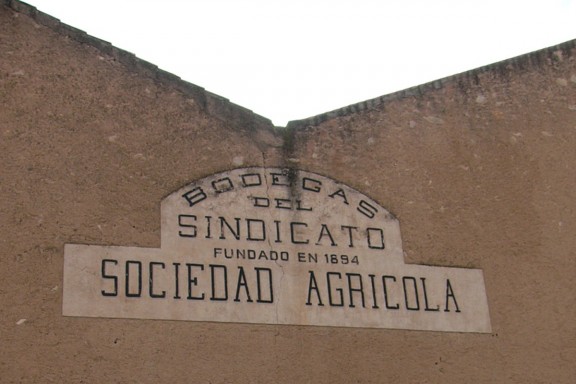 BODEGAS
DEL
SINDICATO
FUNDADO EN 1894
SOCIEDAD AGRICOLA